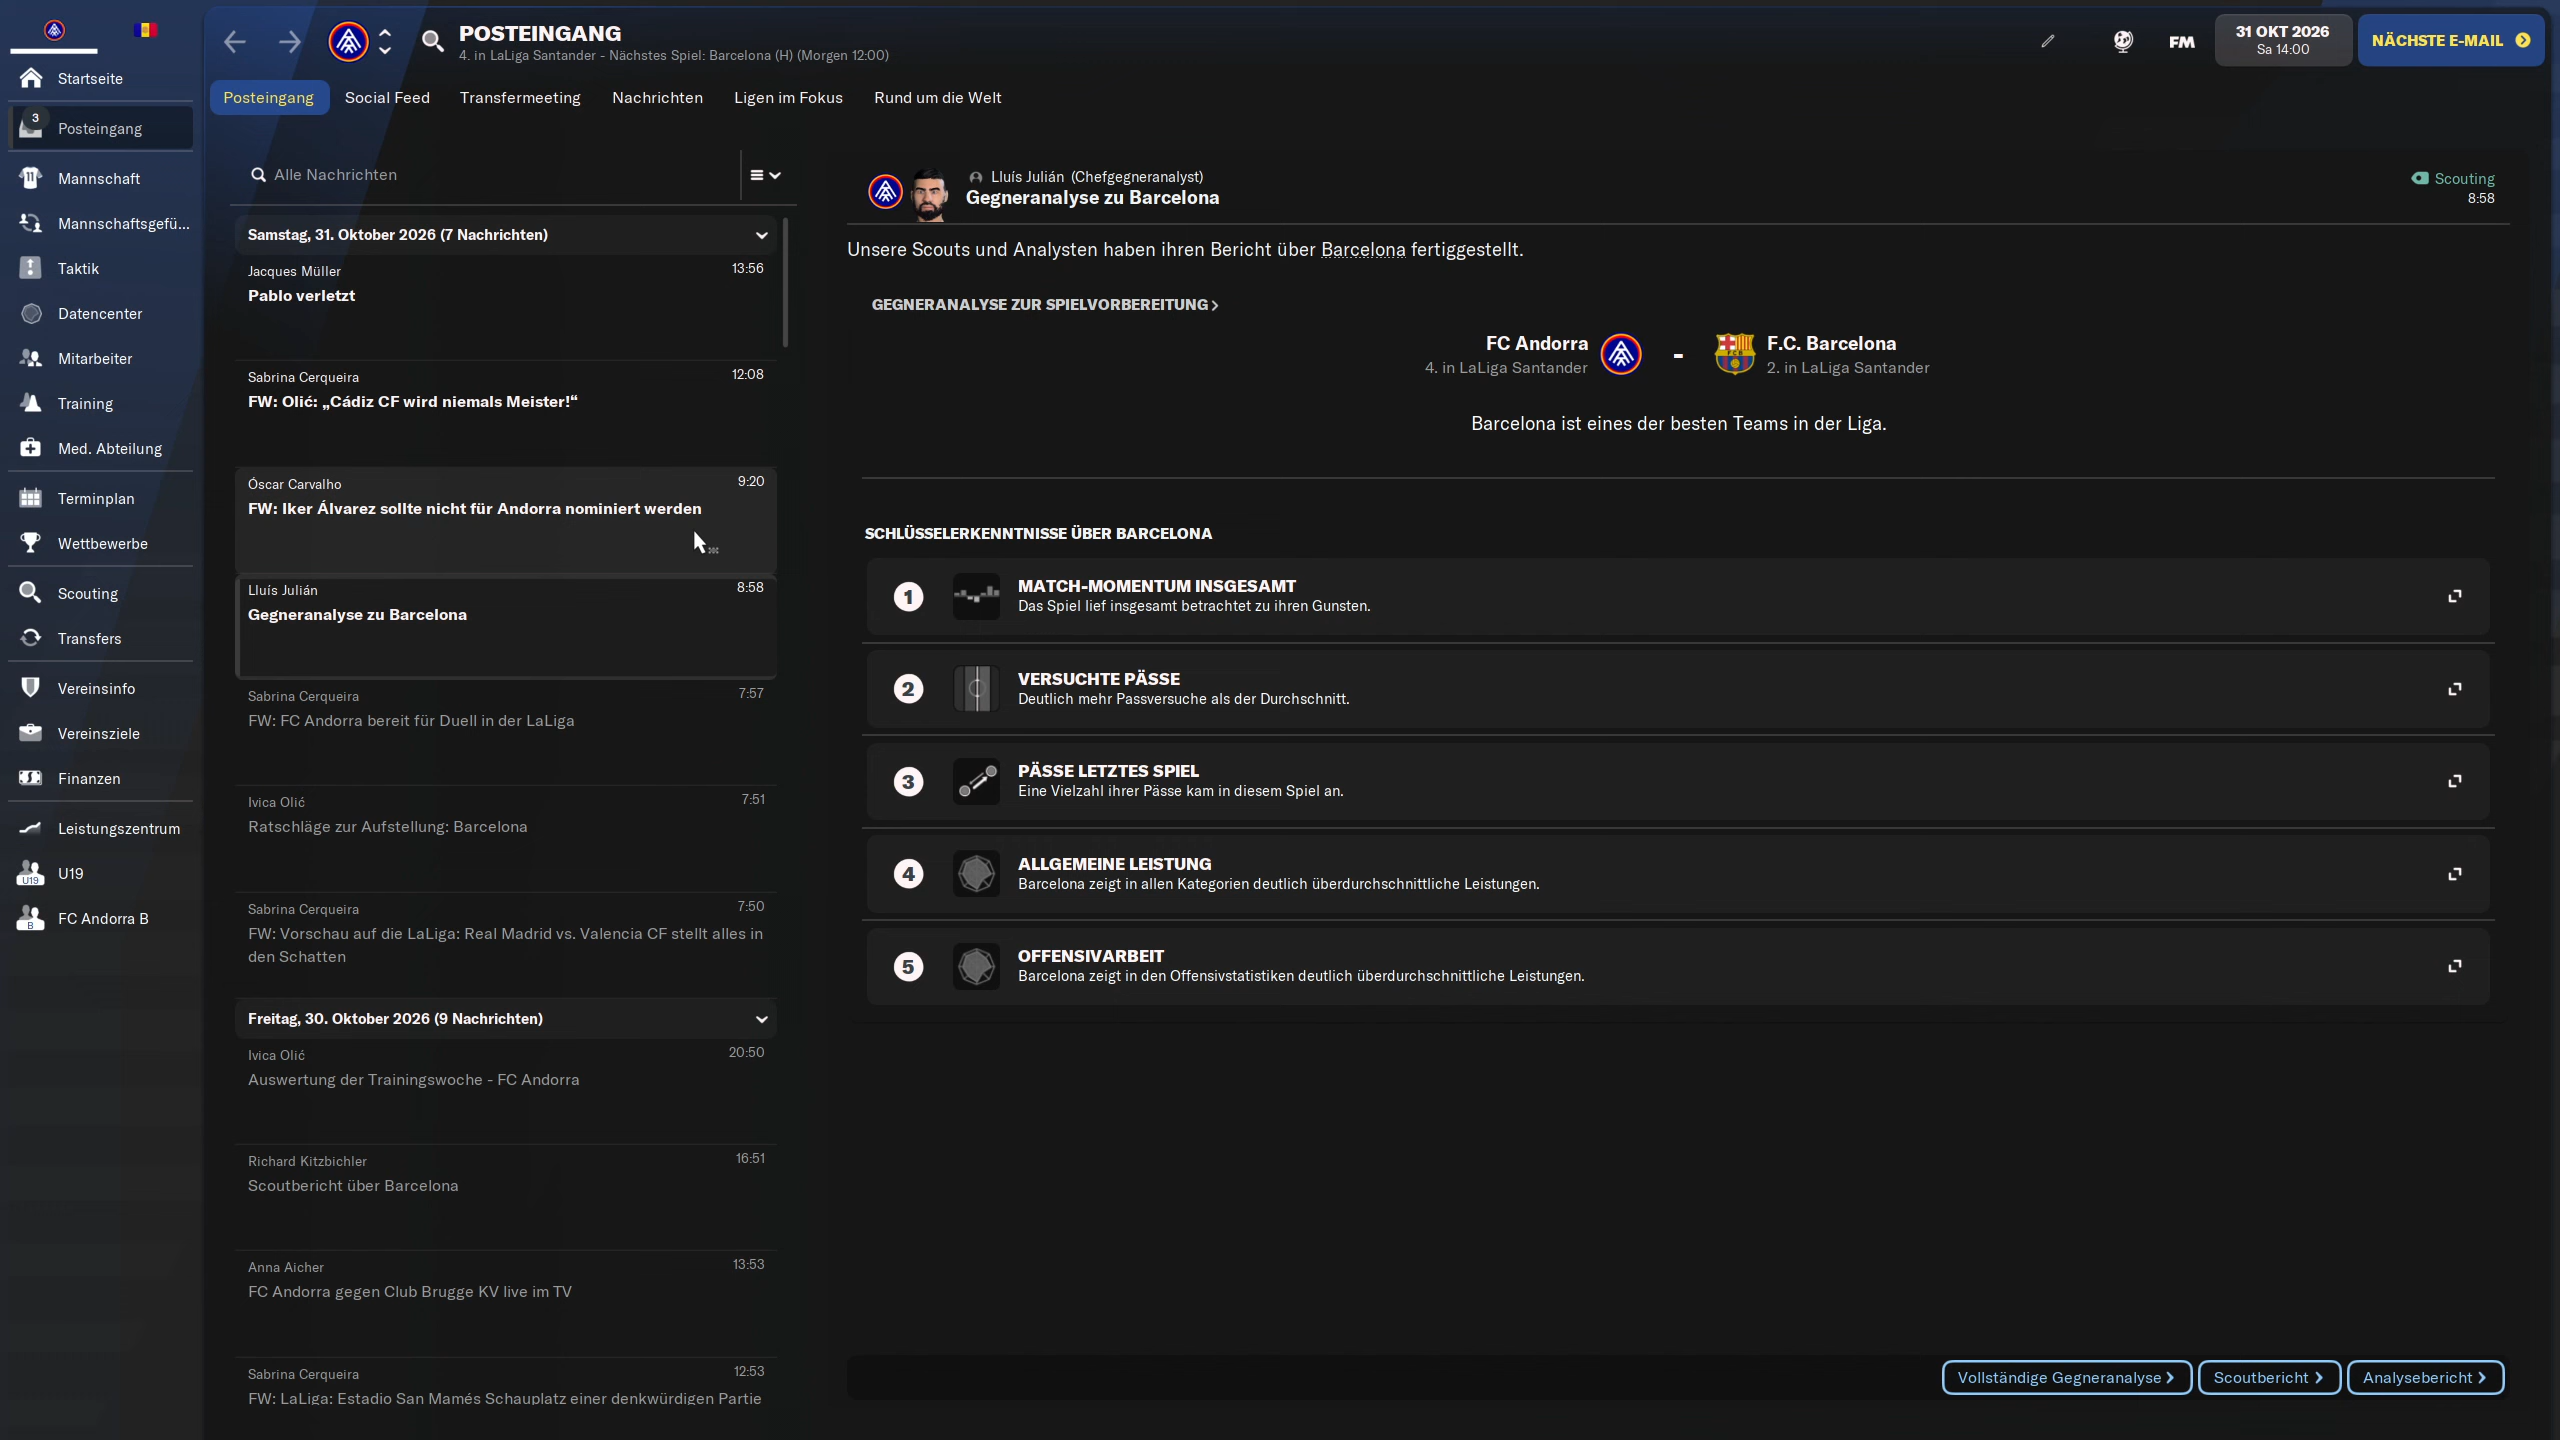 POSTEINGANG
4. in LaLiga Santander - Nächstes Spiel: Barcelona (H) (Morgen 12:00)
FM
31 OKT 2026
Sa 14:00
NÄCHSTE E-MAIL
Startseite
3
Posteingang
Mannschaft
Mannschaftsgefü...
Taktik
Datencenter
Mitarbeiter
Training
Med. Abteilung
Terminplan
Wettbewerbe
Scouting
Transfers
Vereinsinfo
Vereinsziele
Finanzen
Leistungszentrum
U19
U19
B
FC Andorra B
Posteingang
Social Feed
Transfermeeting
Nachrichten
Ligen im Fokus
Rund um die Welt
Alle Nachrichten
Samstag, 31. Oktober 2026 (7 Nachrichten)
Jacques Müller
13:56
Pablo verletzt
Sabrina Cerqueira
12:08
FW: Olić: „Cádiz CF wird niemals Meister!“
Óscar Carvalho
9:20
FW: Iker Álvarez sollte nicht für Andorra nominiert werden
Lluís Julián
8:58
Gegneranalyse zu Barcelona
Sabrina Cerqueira
7:57
FW: FC Andorra bereit für Duell in der LaLiga
Ivica Olić
7:51
Ratschläge zur Aufstellung: Barcelona
Sabrina Cerqueira
7:50
FW: Vorschau auf die LaLiga: Real Madrid vs. Valencia CF stellt alles in
den Schatten
Freitag, 30. Oktober 2026 (9 Nachrichten)
Ivica Olić
20:50
Auswertung der Trainingswoche - FC Andorra
Richard Kitzbichler
16:51
Scoutbericht über Barcelona
Anna Aicher
13:53
FC Andorra gegen Club Brugge KV live im TV
Sabrina Cerqueira
12:53
FW: LaLiga: Estadio San Mamés Schauplatz einer denkwürdigen Partie
Lluís Julián (Chefgegneranalyst)
Gegneranalyse zu Barcelona
Scouting
8:58
Unsere Scouts und Analysten haben ihren Bericht über Barcelona fertiggestellt.
GEGNERANALYSE ZUR SPIELVORBEREITUNG
FC Andorra
4. in LaLiga Santander
-
F.C. Barcelona
2. in LaLiga Santander
Barcelona ist eines der besten Teams in der Liga.
SCHLÜSSELERKENNTNISSE ÜBER BARCELONA
1
MATCH-MOMENTUM INSGESAMT
Das Spiel lief insgesamt betrachtet zu ihren Gunsten.
2
VERSUCHTE PÄSSE
Deutlich mehr Passversuche als der Durchschnitt.
3
PÄSSE LETZTES SPIEL
Eine Vielzahl ihrer Pässe kam in diesem Spiel an.
4
ALLGEMEINE LEISTUNG
Barcelona zeigt in allen Kategorien deutlich überdurchschnittliche Leistungen.
5
OFFENSIVARBEIT
Barcelona zeigt in den Offensivstatistiken deutlich überdurchschnittliche Leistungen.
Vollständige Gegneranalyse
Scoutbericht
Analysebericht